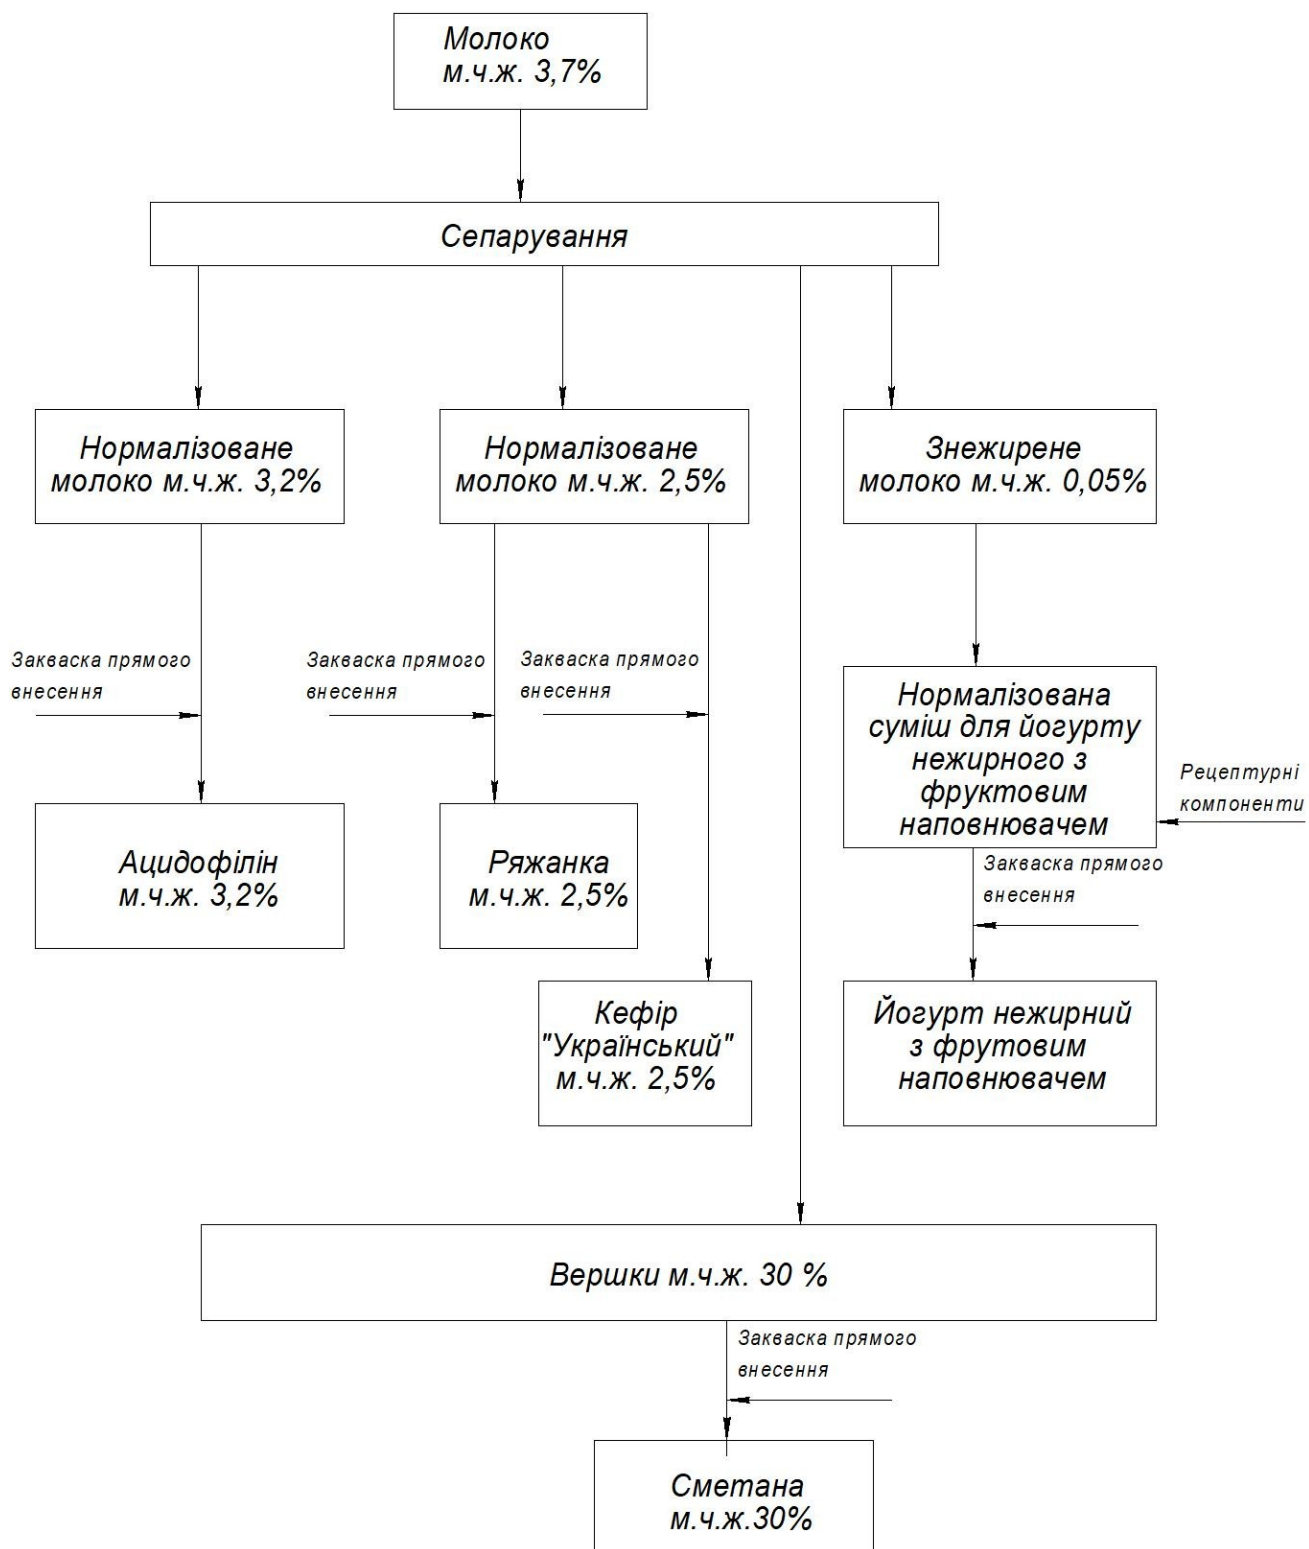 Молоко
м.ч.ж. 3,7%
Сепарування
Нормалізоване
молоко м.ч.ж. 3,2%
Нормалізоване
молоко м.ч.ж. 2,5%
Знежирене
молоко м.ч.ж. 0,05%
Закваска прямого
внесення
Закваска прямого
внесення
Закваска прямого
внесення
Нормалізована
суміш для йогурту
нежирного з
фруктовим
наповнювачем
Рецептурні
компоненти
Ацидофілін
м.ч.ж. 3,2%
Ряжанка
м.ч.ж. 2,5%
Закваска прямого
внесення
Кефір
"Український"
м.ч.ж. 2,5%
Йогурт нежирний
з фрутовим
наповнювачем
Вершки м.ч.ж. 30 %
Закваска прямого
внесення
Сметана
м.ч.ж.30%